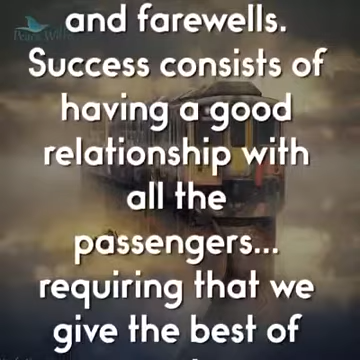 and farewells.
Success consists of
having a good
relationship with
all the
passengers...
requiring that we
give the best of